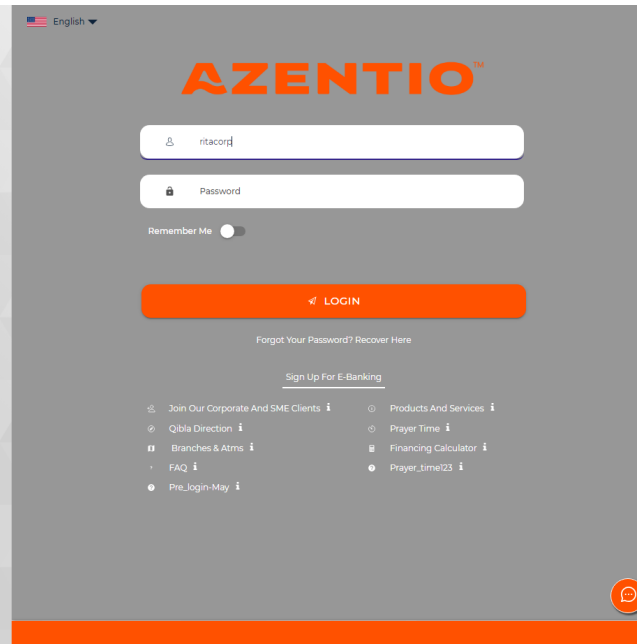 English
AZENTIO™
ritacorp
Password
Remember Me
LOGIN
Forgot Your Password? Recover Here
Sign Up For E-Banking
Join Our Corporate And SME Clients i
Products And Services i
Qibla Direction i
Prayer Time i
Branches & Atms i
Financing Calculator i
FAQ i
Prayer_time123 i
Pre_login-May i